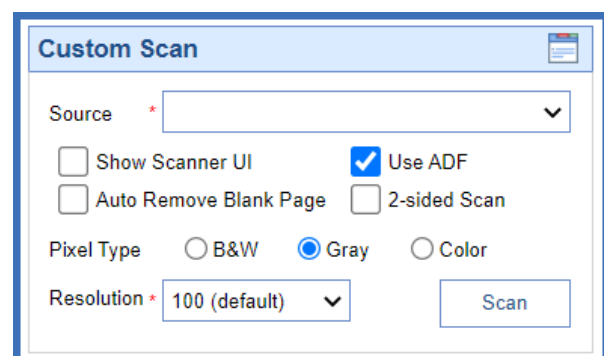 Custom Scan
Source *
Show Scanner UI Use ADF
Auto Remove Blank Page 2-sided Scan
Pixel Type B&W Gray Color
Resolution * 100 (default) Scan